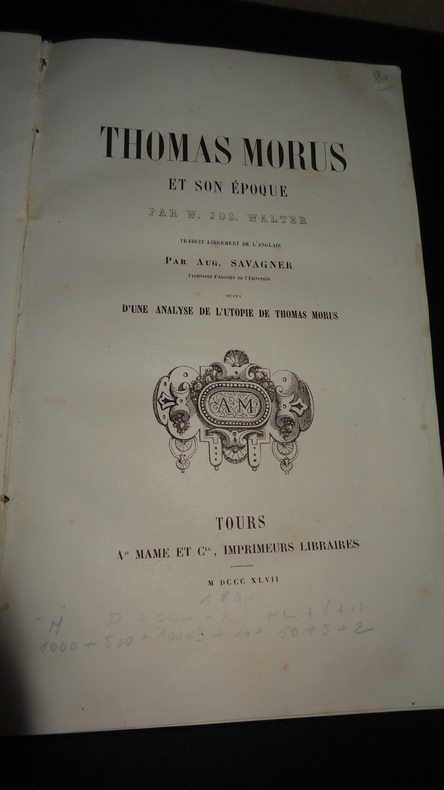 THOMAS MORUS
ET SON ÉPOQUE
PAR W. JOS. WALTER
TRADUIT LIBREMENT DE L'ANGLAIS
PAR AUG. SAVAGNER
SUIVI
D'UNE ANALYSE DE L'UTOPIE DE THOMAS MORUS
A M
TOURS
Ad MAME ET Cie, IMPRIMEURS LIBRAIRES
M DCCC XLVII
1000 + 500 + 100x3 + 10+ 50+5+2